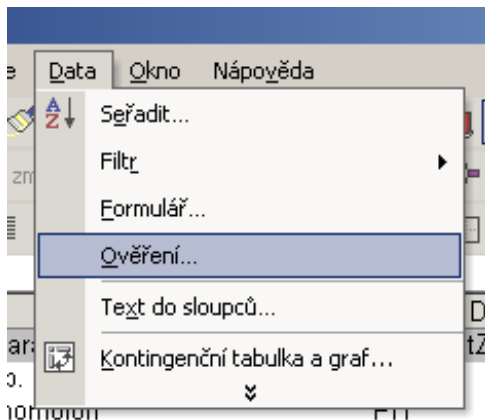 Data Okno Nápověda
Seřadit...
Filtr
Formulář...
Ověření...
Text do sloupců...
Kontingenční tabulka a graf...